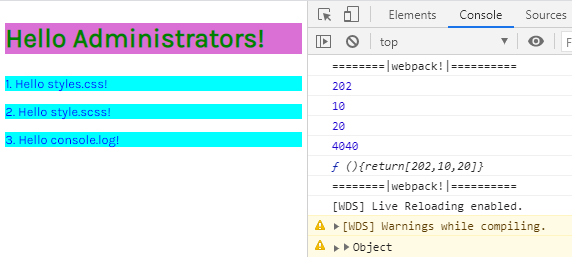 Hello Administrators!
1. Hello styles.css!
2. Hello style.scss!
3. Hello console.log!
Elements Console Sources
top F
========|webpack!|==========
202
10
20
4040
ƒ (){return[202,10,20]}
========|webpack!|==========
[WDS] Live Reloading enabled.
[WDS] Warnings while compiling.
Object